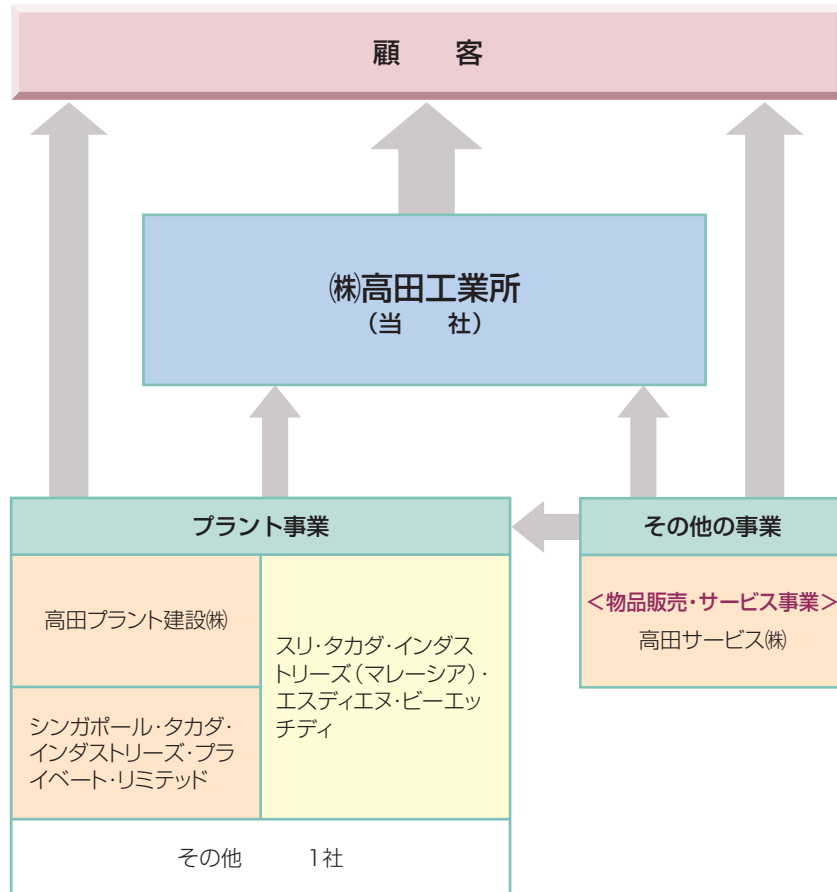 顧　客
㈱高田工業所
（当　社）
プラント事業
その他の事業
高田プラント建設㈱
スリ・タカダ・インダス
トリーズ（マレーシア）・
エスディエヌ・ビーエッ
チディ
シンガポール・タカダ・
インダストリーズ・プラ
イベート・リミテッド
その他　1社
＜物品販売・サービス事業＞
高田サービス㈱